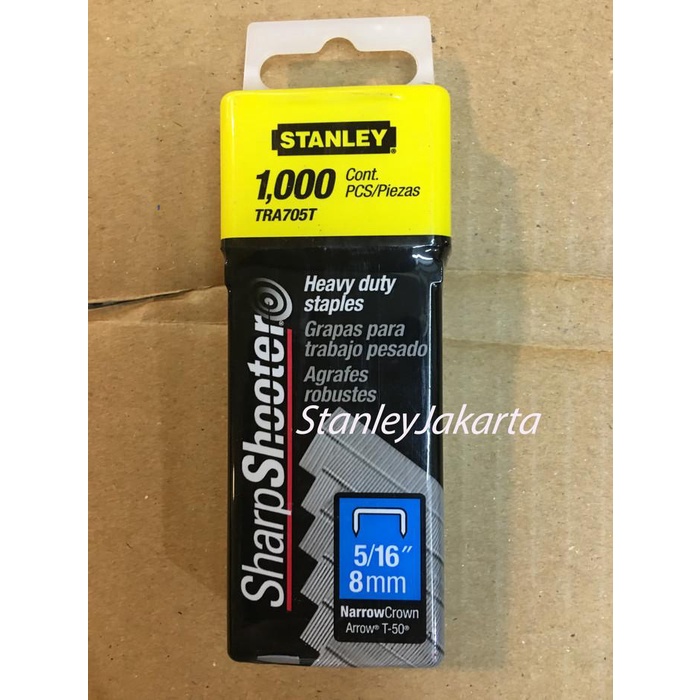 STANLEY®
1,000 Cont. PCS/Piezas
TRA705T
SharpShooter®
Heavy duty
staples
Grapas para
trabajo pesado
Agrafes
robustes
StanleyJakarta
5/16″
8mm
NarrowCrown
Arrow® T-50®